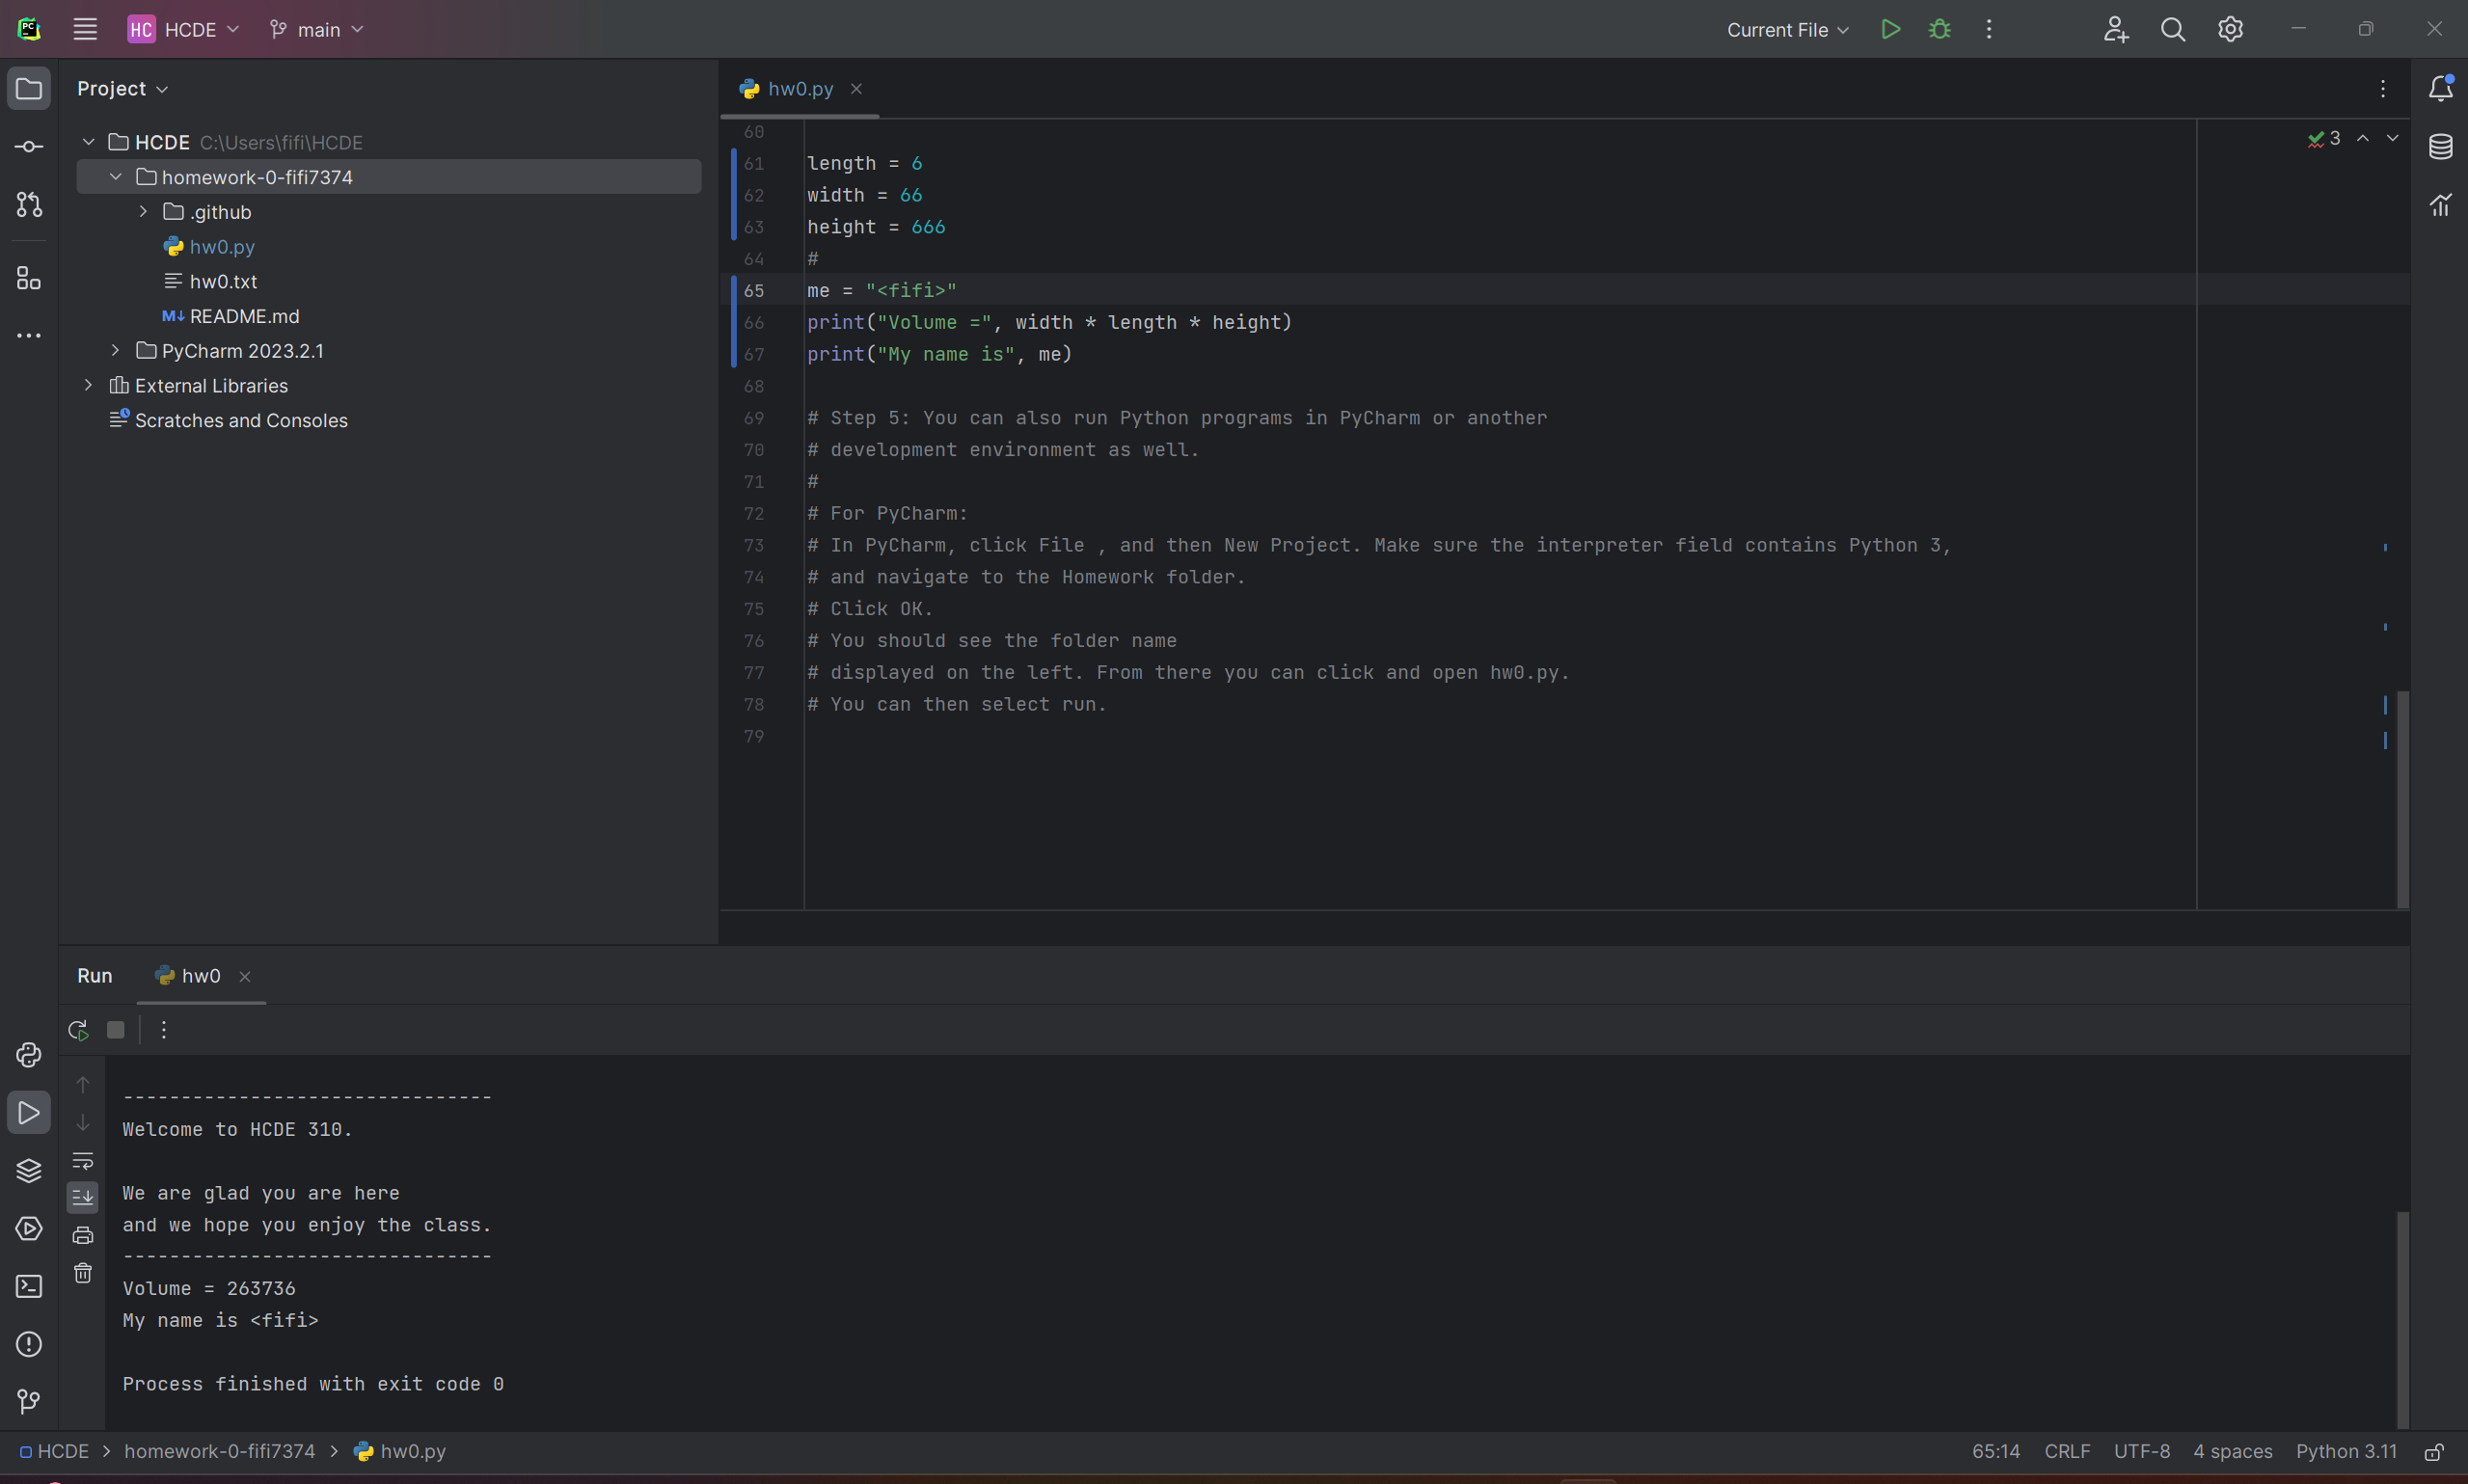 HC HCDE main Current File
Project
HCDE C:\Users\fifi\HCDE
homework-0-fifi7374
.github
hw0.py
hw0.txt
M↓ README.md
PyCharm 2023.2.1
External Libraries
Scratches and Consoles
hw0.py
3
60
61 length = 6
62 width = 66
63 height = 666
64 #
65 me = "<fifi>"
66 print("Volume =", width * length * height)
67 print("My name is", me)
68
69 # Step 5: You can also run Python programs in PyCharm or another
70 # development environment as well.
71 #
72 # For PyCharm:
73 # In PyCharm, click File , and then New Project. Make sure the interpreter field contains Python 3,
74 # and navigate to the Homework folder.
75 # Click OK.
76 # You should see the folder name
77 # displayed on the left. From there you can click and open hw0.py.
78 # You can then select run.
79
Run hw0
--------------------------------
Welcome to HCDE 310.
We are glad you are here
and we hope you enjoy the class.
--------------------------------
Volume = 263736
My name is <fifi>
Process finished with exit code 0
HCDE > homework-0-fifi7374 > hw0.py 65:14 CRLF UTF-8 4 spaces Python 3.11